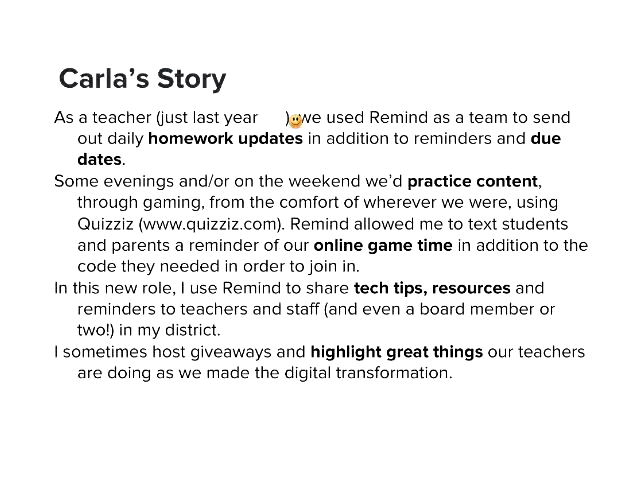 Carla’s Story
As a teacher (just last year 😃) we used Remind as a team to send
out daily homework updates in addition to reminders and due
dates.
Some evenings and/or on the weekend we’d practice content,
through gaming, from the comfort of wherever we were, using
Quizziz (www.quizziz.com). Remind allowed me to text students
and parents a reminder of our online game time in addition to the
code they needed in order to join in.
In this new role, I use Remind to share tech tips, resources and
reminders to teachers and staff (and even a board member or
two!) in my district.
I sometimes host giveaways and highlight great things our teachers
are doing as we made the digital transformation.